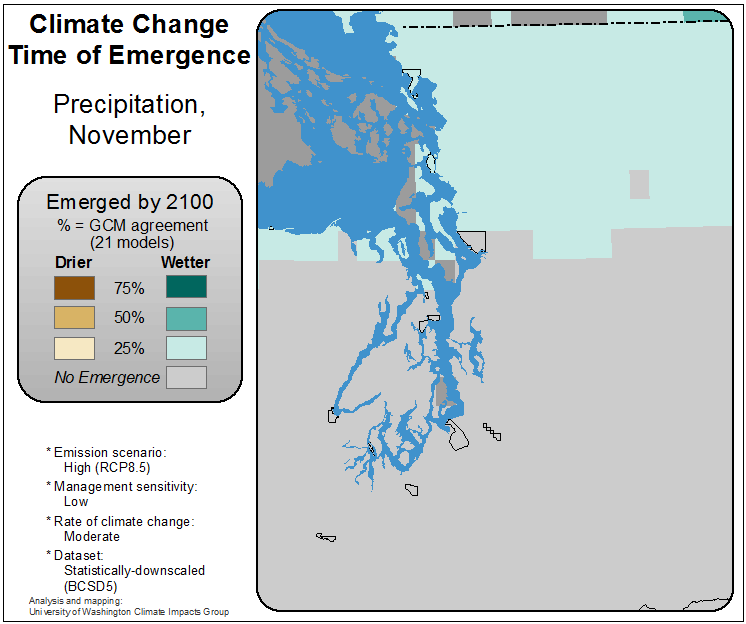 Climate Change
Time of Emergence
Precipitation,
November
Emerged by 2100
% = GCM agreement
(21 models)
Drier Wetter
75%
50%
25%
No Emergence
* Emission scenario:
High (RCP8.5)
* Management sensitivity:
Low
* Rate of climate change:
Moderate
* Dataset:
Statistically-downscaled
(BCSD5)
Analysis and mapping:
University of Washington Climate Impacts Group